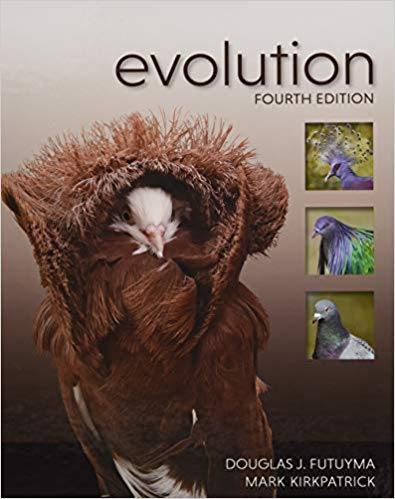 evolution
FOURTH EDITION
DOUGLAS J. FUTUYMA
MARK KIRKPATRICK